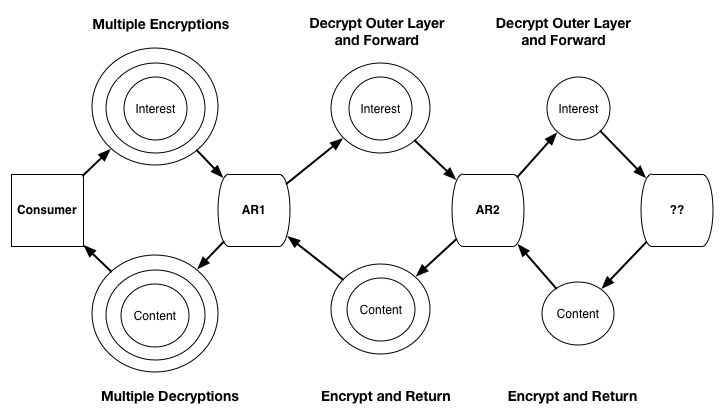 Multiple Encryptions
Decrypt Outer Layer
and Forward
Decrypt Outer Layer
and Forward
Interest
Interest
Interest
Consumer
AR1
AR2
??
Content
Content
Content
Multiple Decryptions
Encrypt and Return
Encrypt and Return